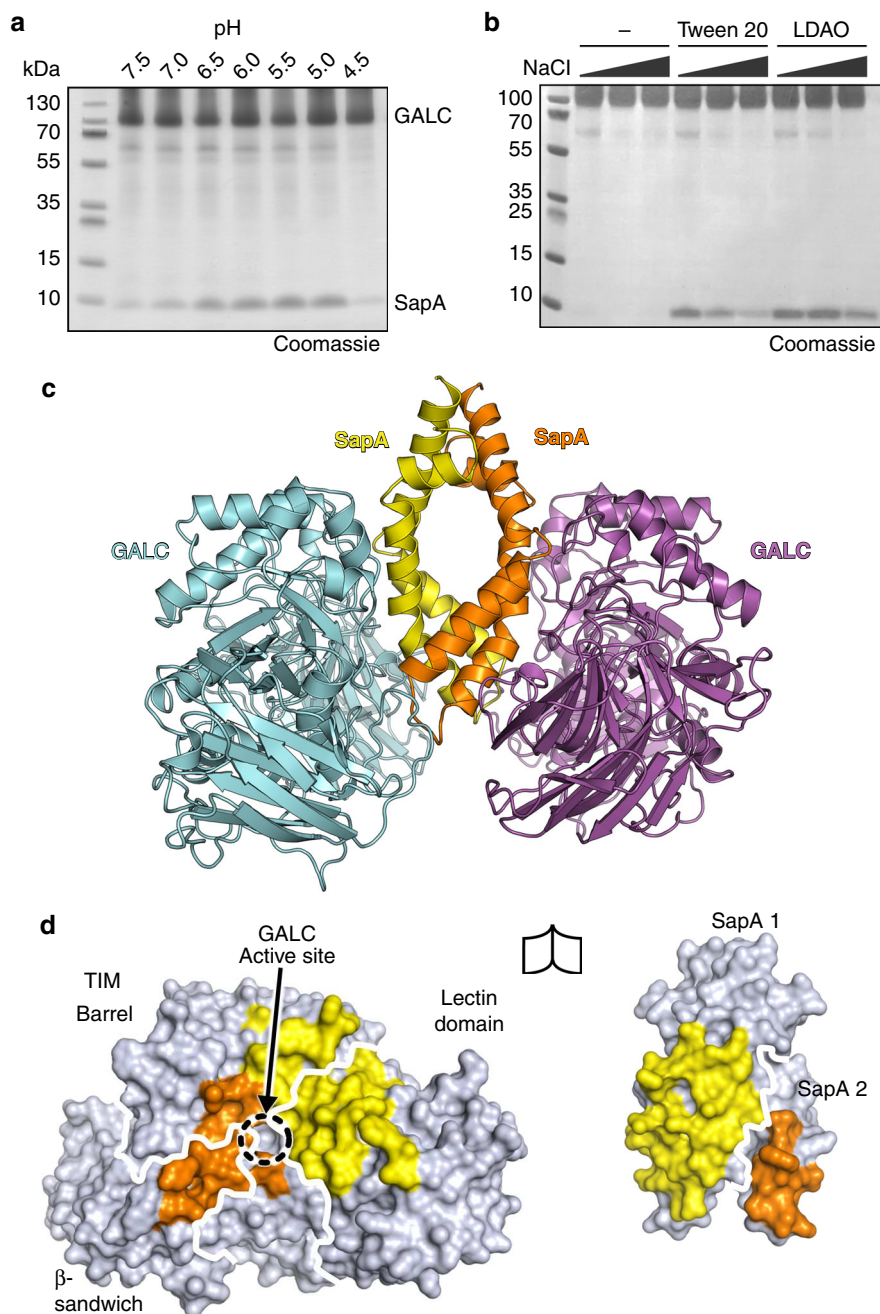 a
pH
kDa
7.5 7.0 6.5 6.0 5.5 5.0 4.5
130
70
55
35
15
10
GALC
SapA
Coomassie
b
– Tween 20 LDAO
NaCl
100
70
55
35
25
15
10
Coomassie
c
SapA SapA
GALC GALC
d
GALC
Active site
TIM
Barrel
Lectin
domain
β-
sandwich
SapA 1
SapA 2